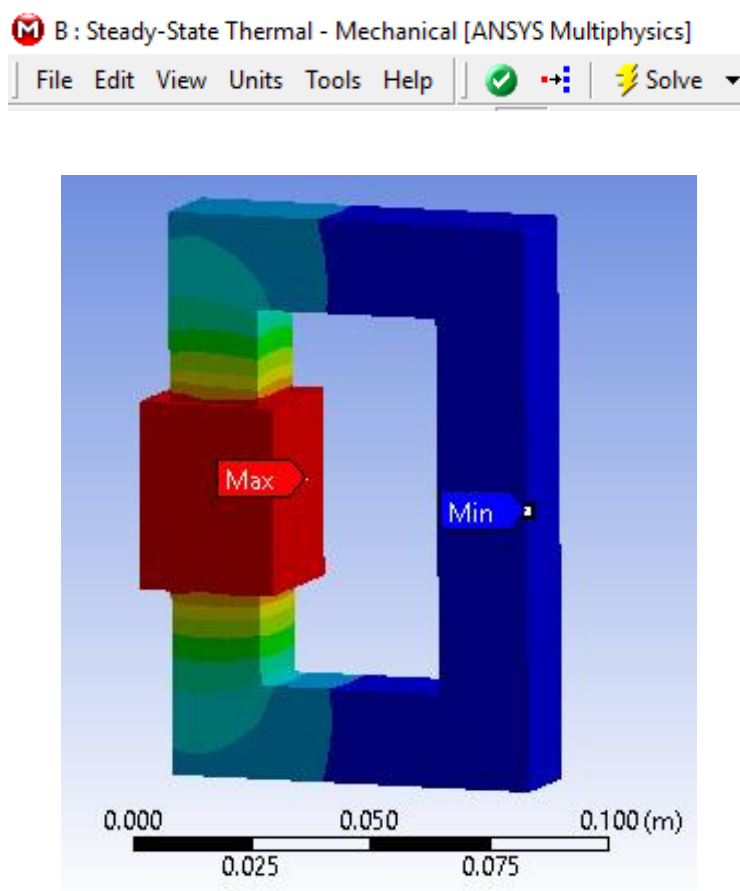 B : Steady-State Thermal - Mechanical [ANSYS Multiphysics]
File Edit View Units Tools Help Solve
Max
Min
0.000 0.050 0.100 (m)
0.025 0.075